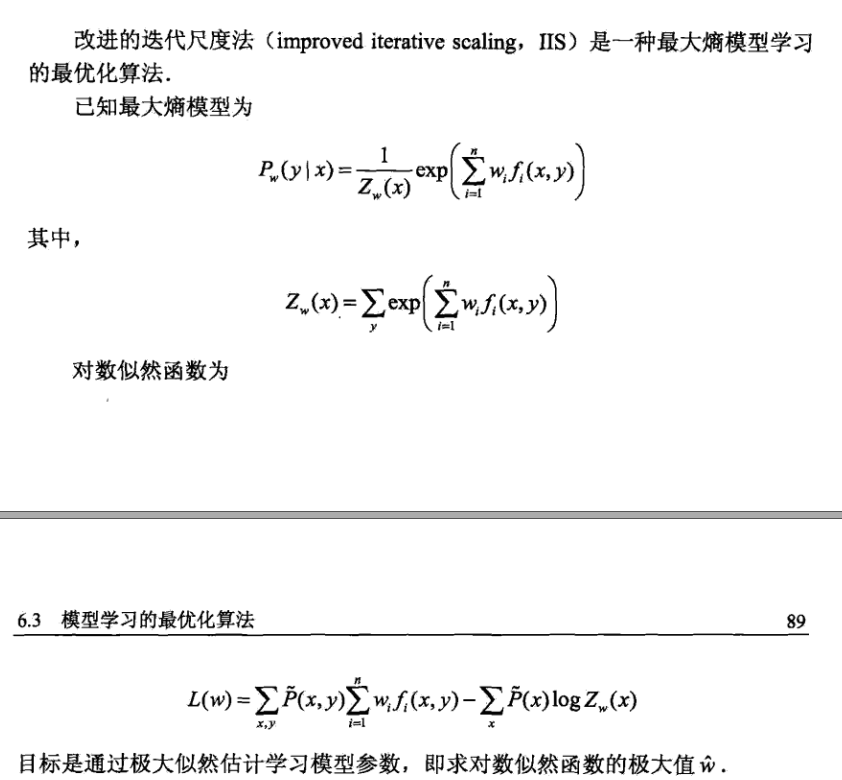 改进的迭代尺度法（improved iterative scaling，IIS）是一种最大熵模型学习
的最优化算法．
已知最大熵模型为
P_w(y|x)=\frac{1}{Z_w(x)}\exp\left(\sum_{i=1}^{n} w_i f_i(x,y)\right)
其中，
Z_w(x)=\sum_{y}\exp\left(\sum_{i=1}^{n} w_i f_i(x,y)\right)
对数似然函数为
6.3 模型学习的最优化算法 89
L(w)=\sum_{x,y}\tilde{P}(x,y)\sum_{i=1}^{n} w_i f_i(x,y)-\sum_{x}\tilde{P}(x)\log Z_w(x)
目标是通过极大似然估计学习模型参数，即求对数似然函数的极大值 \hat{w}．